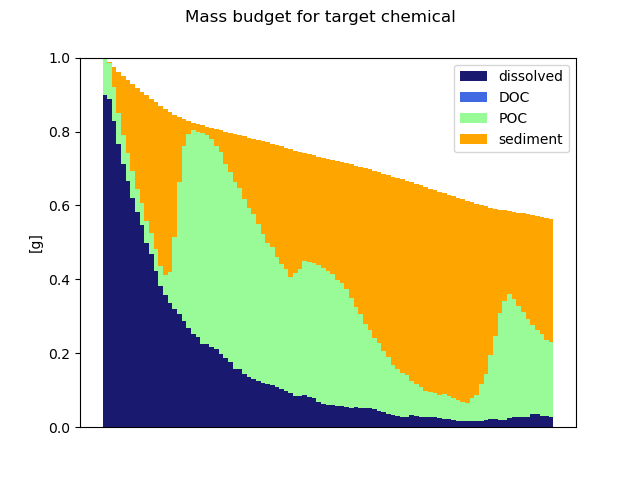 Mass budget for target chemical
1.0
0.8
0.6
0.4
0.2
0.0
[g]
dissolved
DOC
POC
sediment